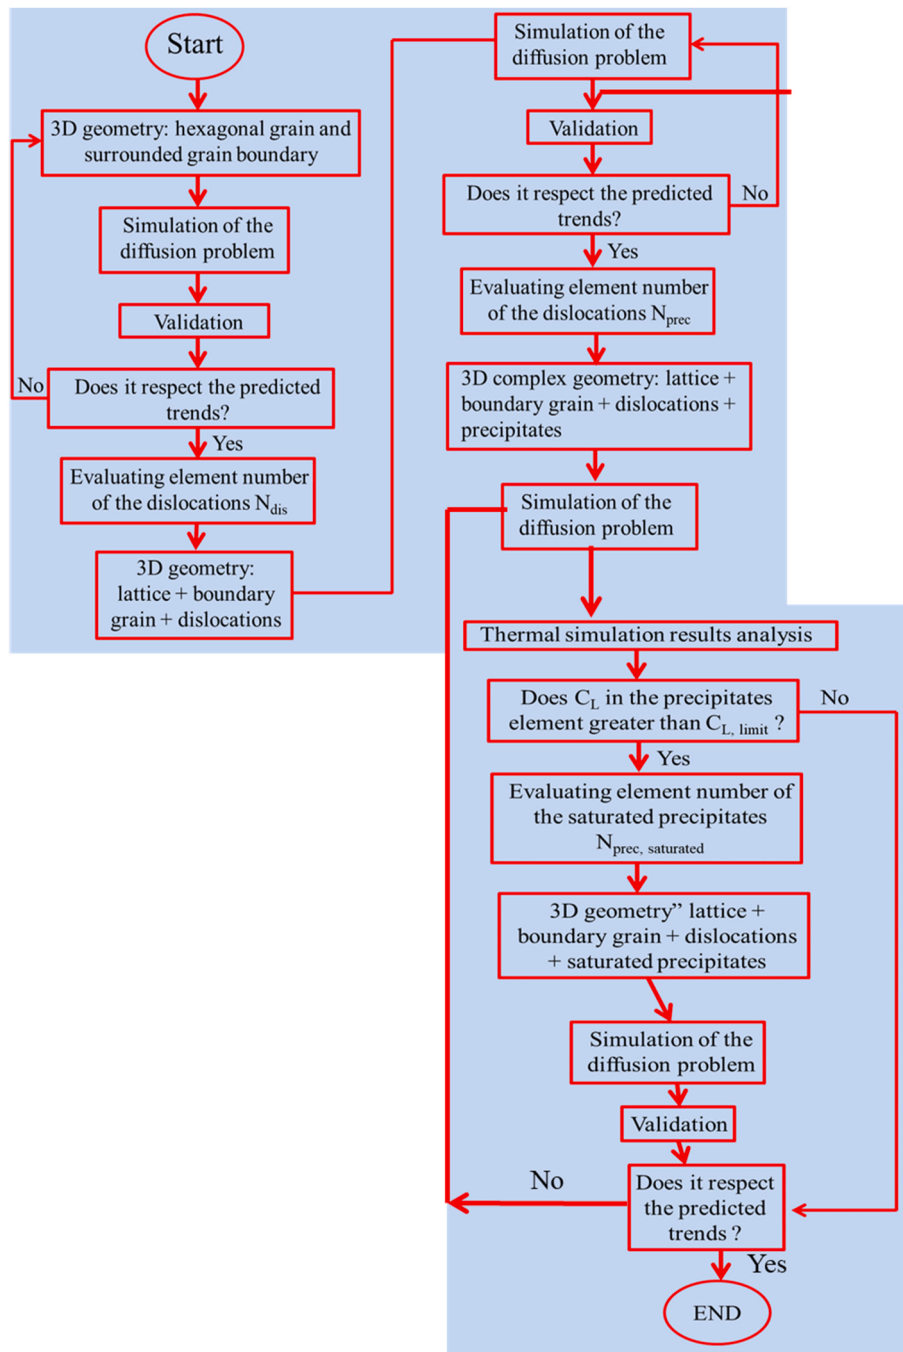 Start
3D geometry: hexagonal grain and
surrounded grain boundary
Simulation of the
diffusion problem
Validation
No
Does it respect the predicted
trends?
Yes
Evaluating element number
of the dislocations Ndis
3D geometry:
lattice + boundary
grain + dislocations
Simulation of the
diffusion problem
Validation
Does it respect the predicted
trends?
No
Yes
Evaluating element number
of the dislocations Nprec
3D complex geometry: lattice +
boundary grain + dislocations +
precipitates
Simulation of the
diffusion problem
Thermal simulation results analysis
Does CL in the precipitates
element greater than CL, limit ?
No
Yes
Evaluating element number of
the saturated precipitates
Nprec, saturated
3D geometry” lattice +
boundary grain + dislocations
+ saturated precipitates
Simulation of the
diffusion problem
Validation
Does it respect
the predicted
trends ?
No
Yes
END